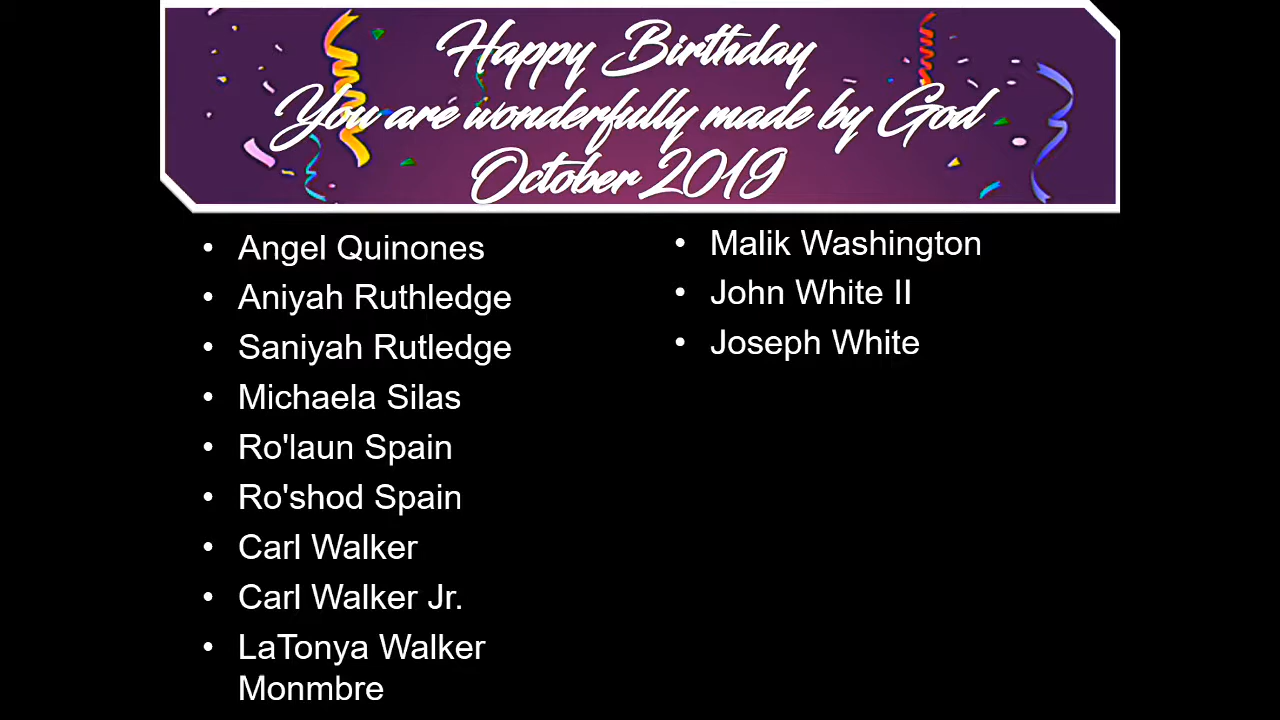 Happy Birthday
You are wonderfully made by God
October 2019
• Angel Quinones
• Aniyah Ruthledge
• Saniyah Rutledge
• Michaela Silas
• Ro'laun Spain
• Ro'shod Spain
• Carl Walker
• Carl Walker Jr.
• LaTonya Walker
Monmbre
• Malik Washington
• John White II
• Joseph White